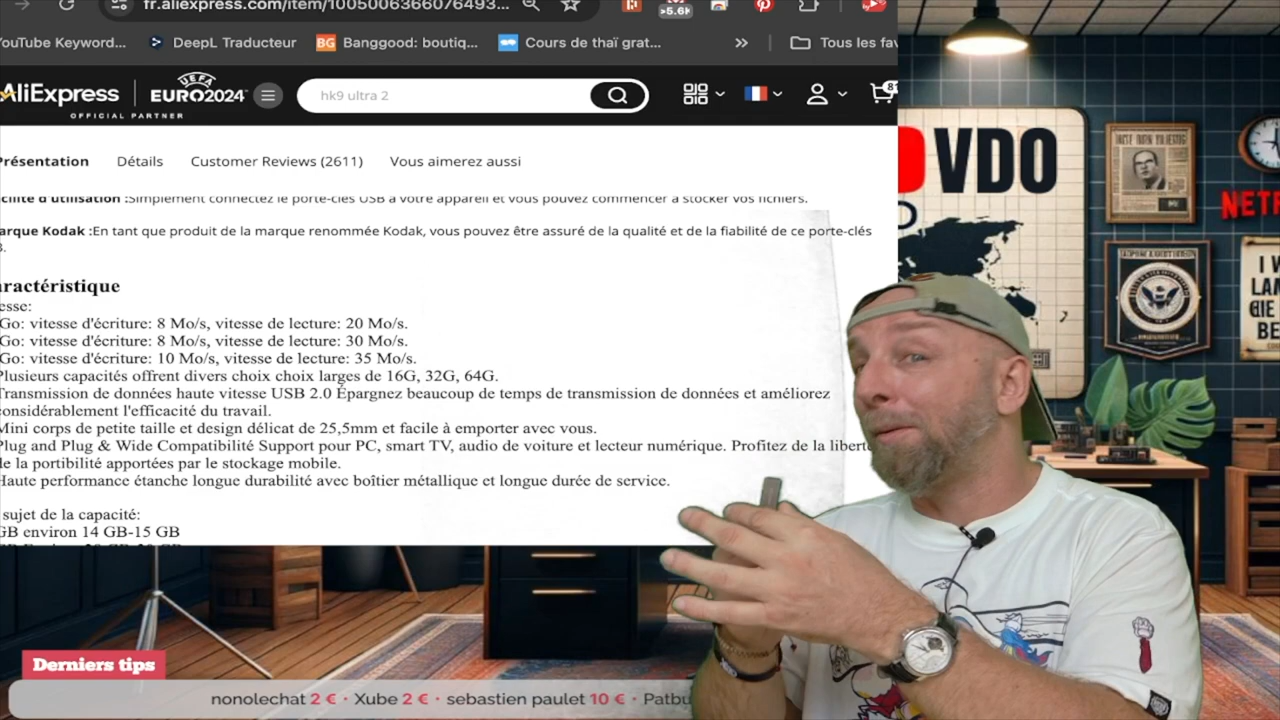 fr.aliexpress.com/item/1005006366076493...
>5.6K
YouTube Keyword...
DeepL Traducteur
BG Banggood: boutiq...
Cours de thaï grat...
»
Tous les fav
AliExpress
OFFICIAL PARTNER
UEFA
EURO2024
hk9 ultra 2
Présentation
Détails
Customer Reviews (2611)
Vous aimerez aussi
cilité d'utilisation :Simplement connectez le porte-clés USB à votre appareil et vous pouvez commencer à stocker vos fichiers.
arque Kodak :En tant que produit de la marque renommée Kodak, vous pouvez être assuré de la qualité et de la fiabilité de ce porte-clés
ractéristique
esse:
Go: vitesse d'écriture: 8 Mo/s, vitesse de lecture: 20 Mo/s.
Go: vitesse d'écriture: 8 Mo/s, vitesse de lecture: 30 Mo/s.
Go: vitesse d'écriture: 10 Mo/s, vitesse de lecture: 35 Mo/s.
Plusieurs capacités offrent divers choix choix larges de 16G, 32G, 64G.
Transmission de données haute vitesse USB 2.0 Épargnez beaucoup de temps de transmission de données et améliorez
considérablement l'efficacité du travail.
Mini corps de petite taille et design délicat de 25,5mm et facile à emporter avec vous.
Plug and Plug & Wide Compatibilité Support pour PC, smart TV, audio de voiture et lecteur numérique. Profitez de la liberté
de la portibilité apportées par le stockage mobile.
Haute performance étanche longue durabilité avec boîtier métallique et longue durée de service.
sujet de la capacité:
GB environ 14 GB-15 GB
VDO
NETF
I W
LAM
Derniers tips
nonolechat 2 € · Xube 2 € · sebastien paulet 10 € · Patbu